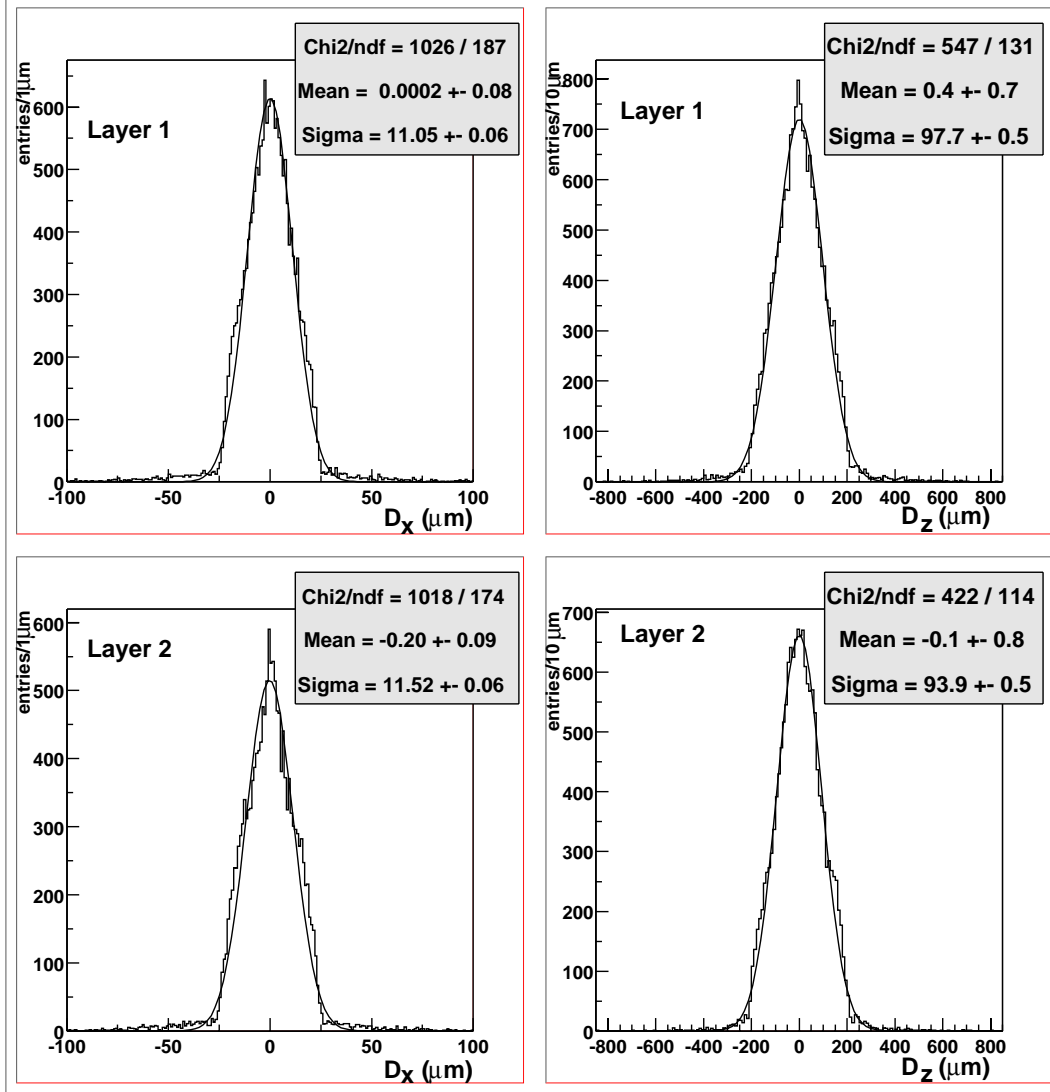 Chi2/ndf = 1026 / 187
Mean = 0.0002 +- 0.08
Sigma = 11.05 +- 0.06
Layer 1
entries/1μm
600
500
400
300
200
100
0
-100 -50 0 50 100
D_x (μm)
Chi2/ndf = 547 / 131
Mean = 0.4 +- 0.7
Sigma = 97.7 +- 0.5
Layer 1
entries/10 μm
800
700
600
500
400
300
200
100
0
-800 -600 -400 -200 0 200 400 600 800
D_z (μm)
Chi2/ndf = 1018 / 174
Mean = -0.20 +- 0.09
Sigma = 11.52 +- 0.06
Layer 2
entries/1μm
600
500
400
300
200
100
0
-100 -50 0 50 100
D_x (μm)
Chi2/ndf = 422 / 114
Mean = -0.1 +- 0.8
Sigma = 93.9 +- 0.5
Layer 2
entries/10 μm
700
600
500
400
300
200
100
0
-800 -600 -400 -200 0 200 400 600 800
D_z (μm)